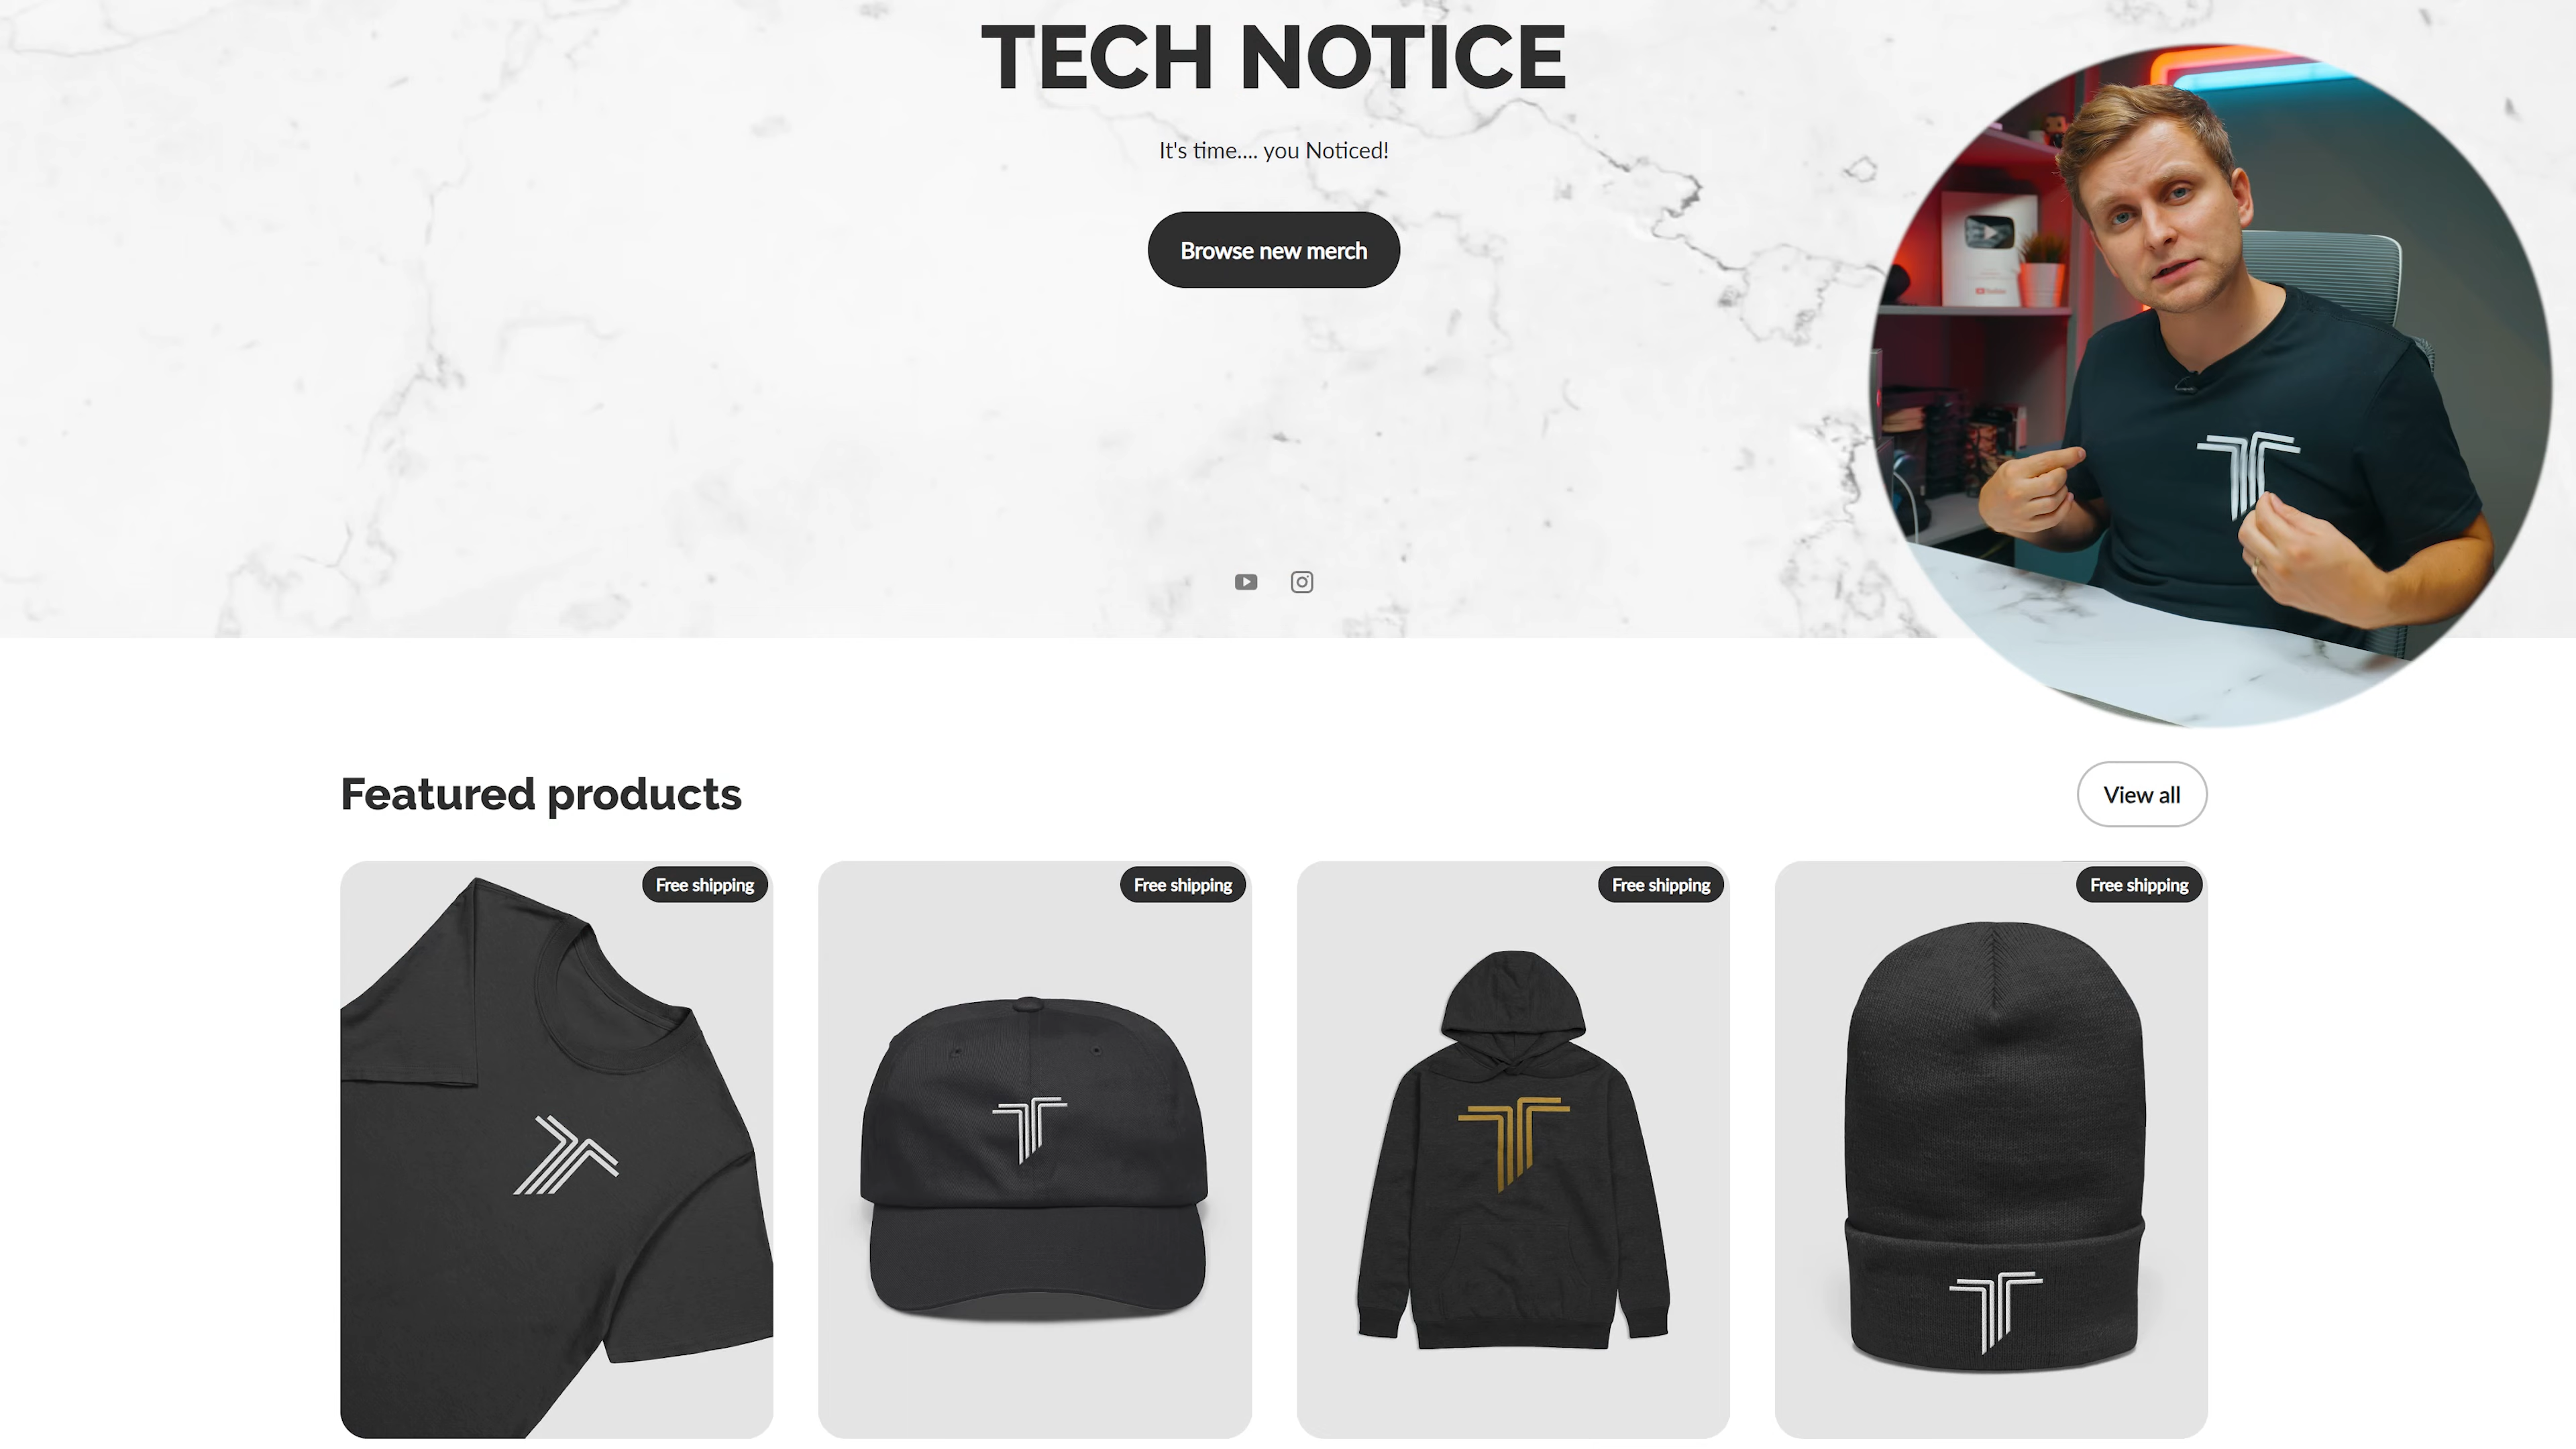 TECH NOTICE
It's time.... you Noticed!
Browse new merch
Featured products
View all
Free shipping
Free shipping
Free shipping
Free shipping